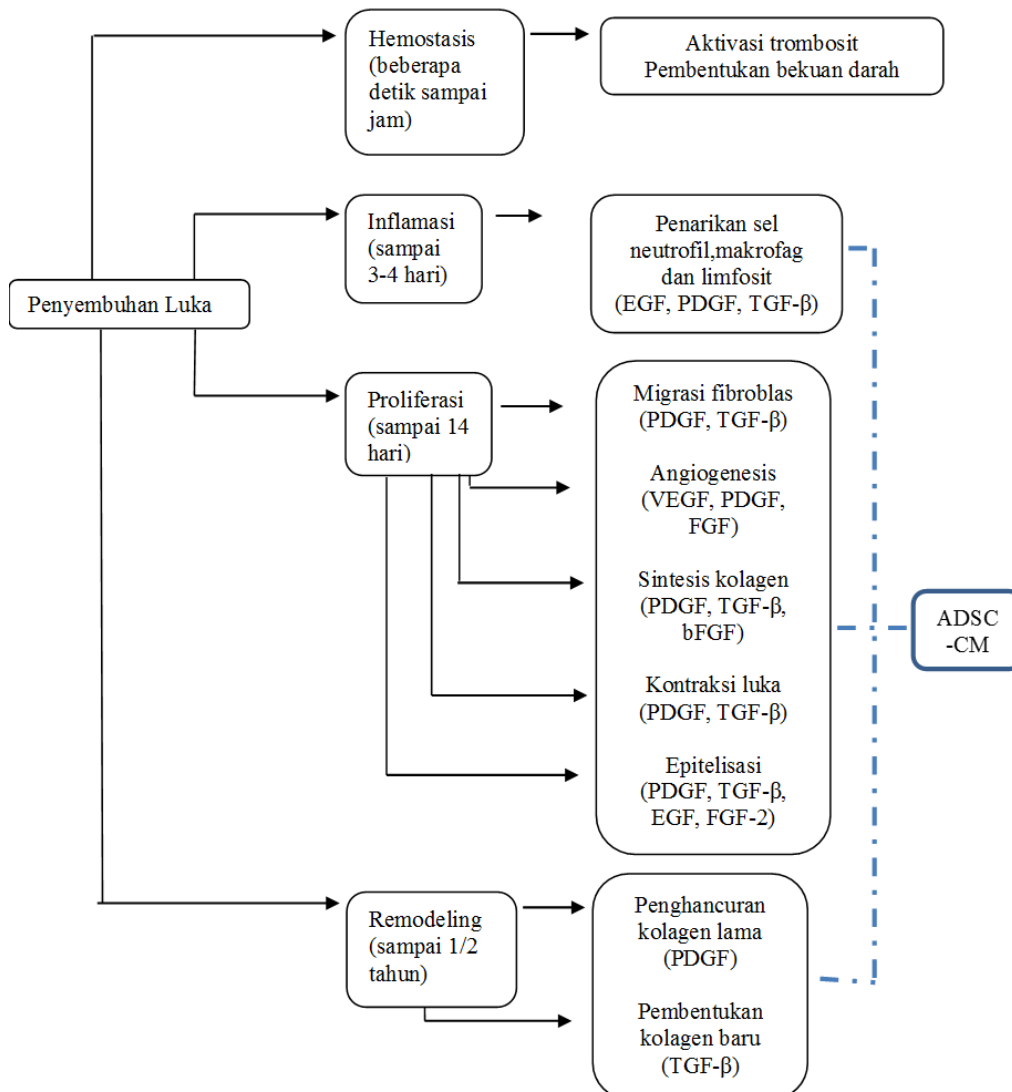 Hemostasis
(beberapa
detik sampai
jam)
Aktivasi trombosit
Pembentukan bekuan darah
Inflamasi
(sampai
3-4 hari)
Penarikan sel
neutrofil,makrofag
dan limfosit
(EGF, PDGF, TGF-β)
Penyembuhan Luka
Proliferasi
(sampai 14
hari)
Migrasi fibroblas
(PDGF, TGF-β)
Angiogenesis
(VEGF, PDGF,
FGF)
Sintesis kolagen
(PDGF, TGF-β,
bFGF)
Kontraksi luka
(PDGF, TGF-β)
Epitelisasi
(PDGF, TGF-β,
EGF, FGF-2)
ADSC
-CM
Remodeling
(sampai 1/2
tahun)
Penghancuran
kolagen lama
(PDGF)
Pembentukan
kolagen baru
(TGF-β)